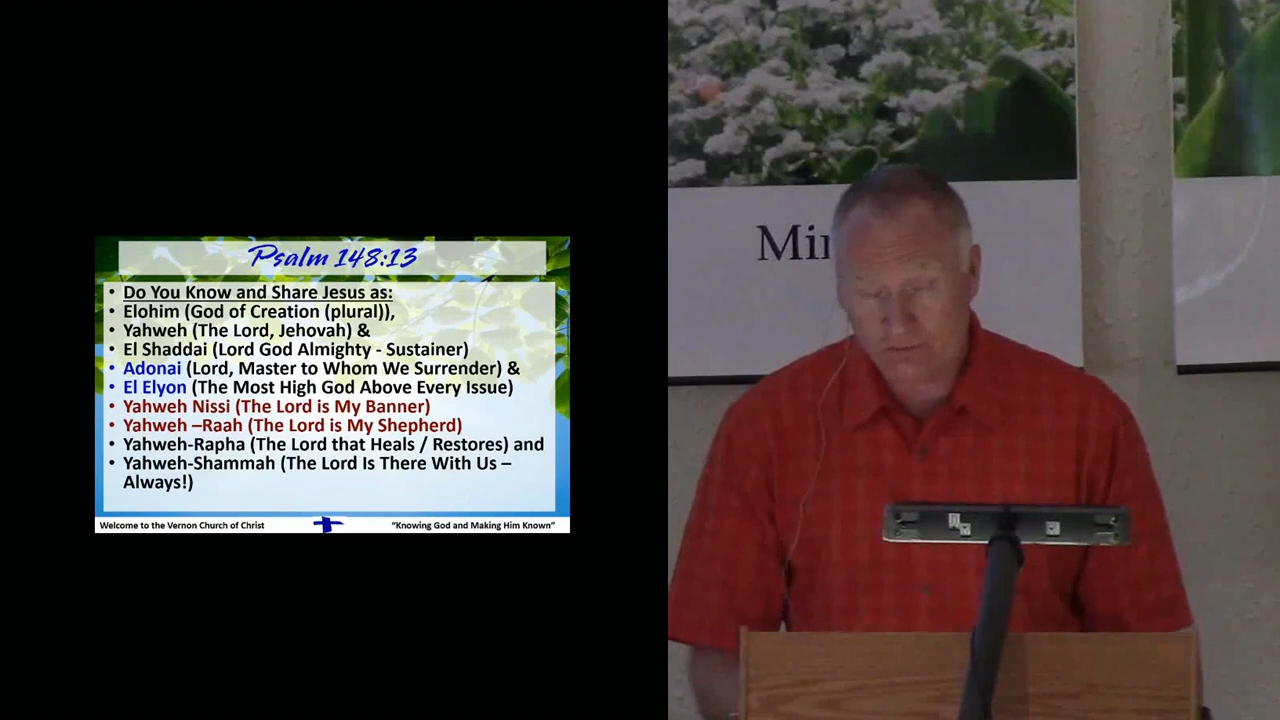 Psalm 148:13
• Do You Know and Share Jesus as:
• Elohim (God of Creation (plural)),
• Yahweh (The Lord, Jehovah) &
• El Shaddai (Lord God Almighty - Sustainer)
• Adonai (Lord, Master to Whom We Surrender) &
• El Elyon (The Most High God Above Every Issue)
• Yahweh Nissi (The Lord is My Banner)
• Yahweh –Raah (The Lord is My Shepherd)
• Yahweh-Rapha (The Lord that Heals / Restores) and
• Yahweh-Shammah (The Lord Is There With Us –
Always!)
Welcome to the Vernon Church of Christ
“Knowing God and Making Him Known”